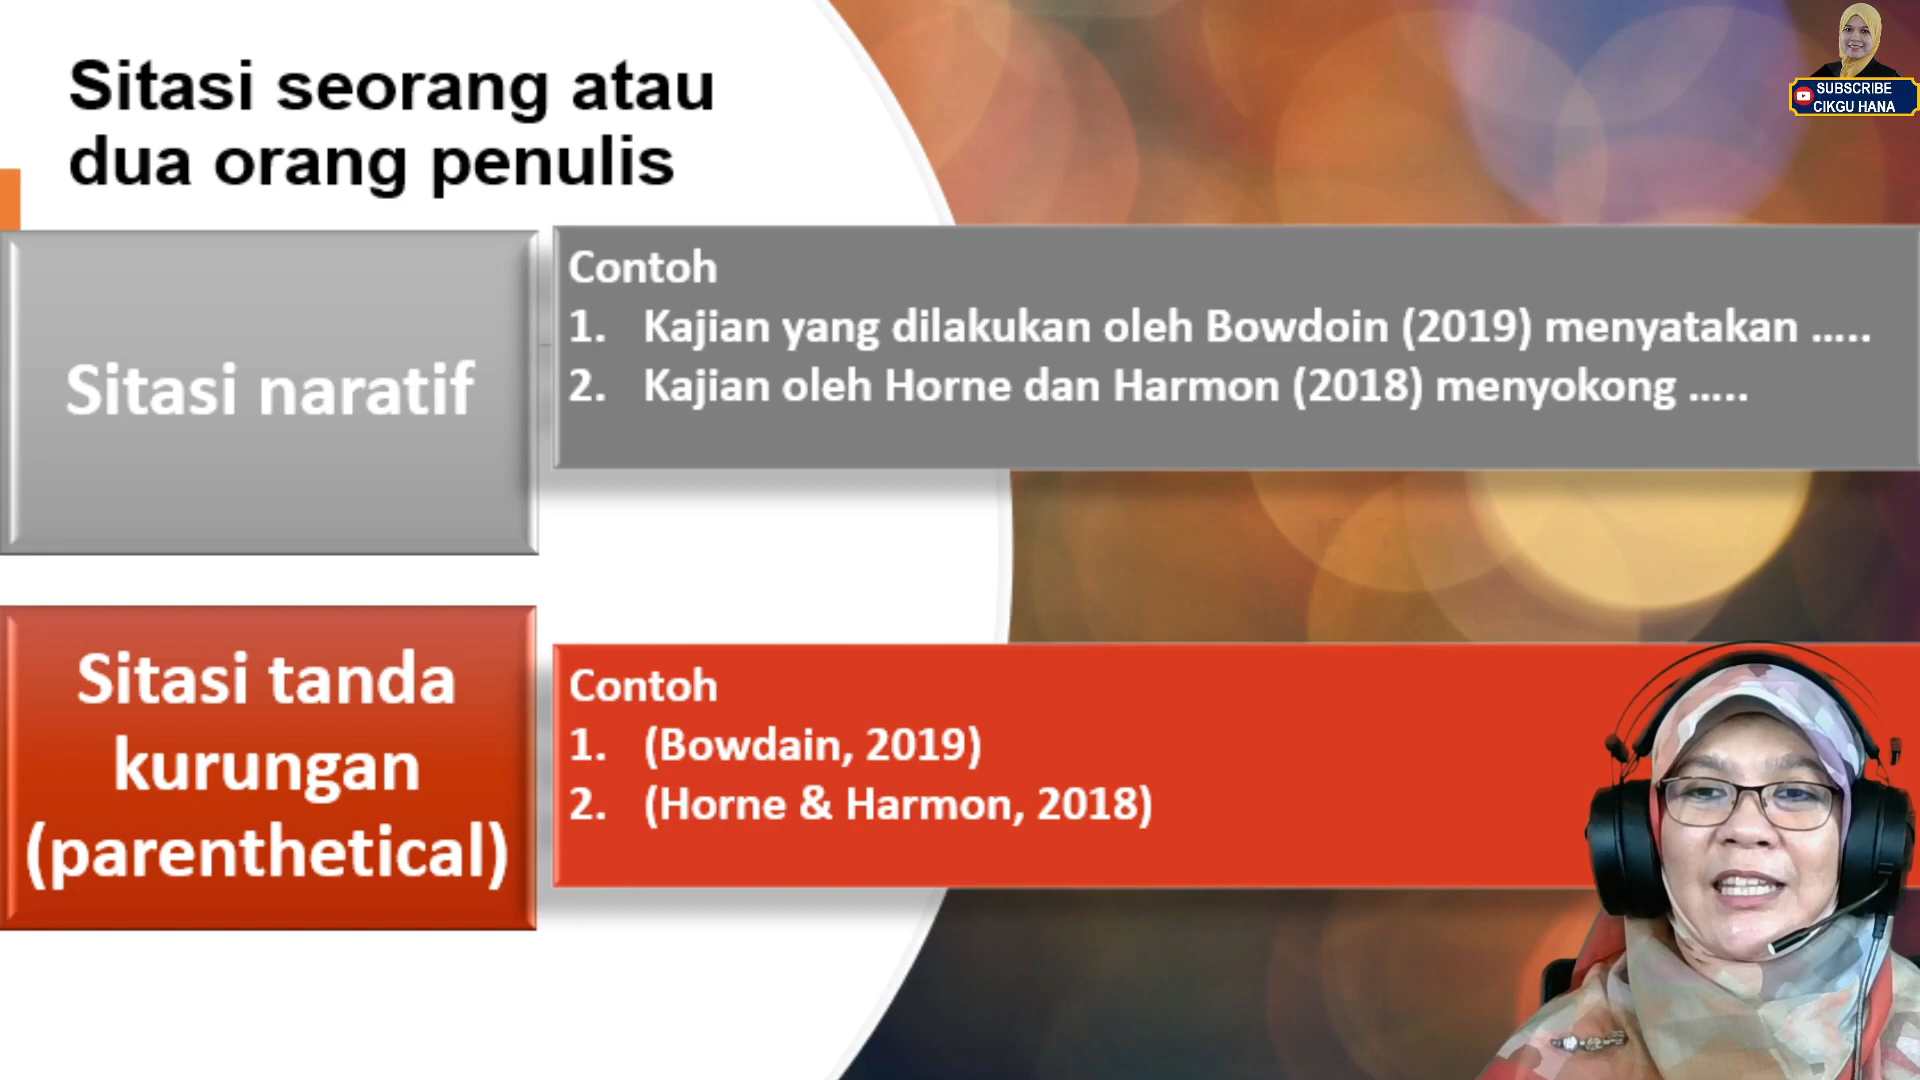 Sitasi seorang atau
dua orang penulis
SUBSCRIBE
CIKGU HANA
Sitasi naratif
Contoh
1. Kajian yang dilakukan oleh Bowdoin (2019) menyatakan .....
2. Kajian oleh Horne dan Harmon (2018) menyokong .....
Sitasi tanda
kurungan
(parenthetical)
Contoh
1. (Bowdain, 2019)
2. (Horne & Harmon, 2018)